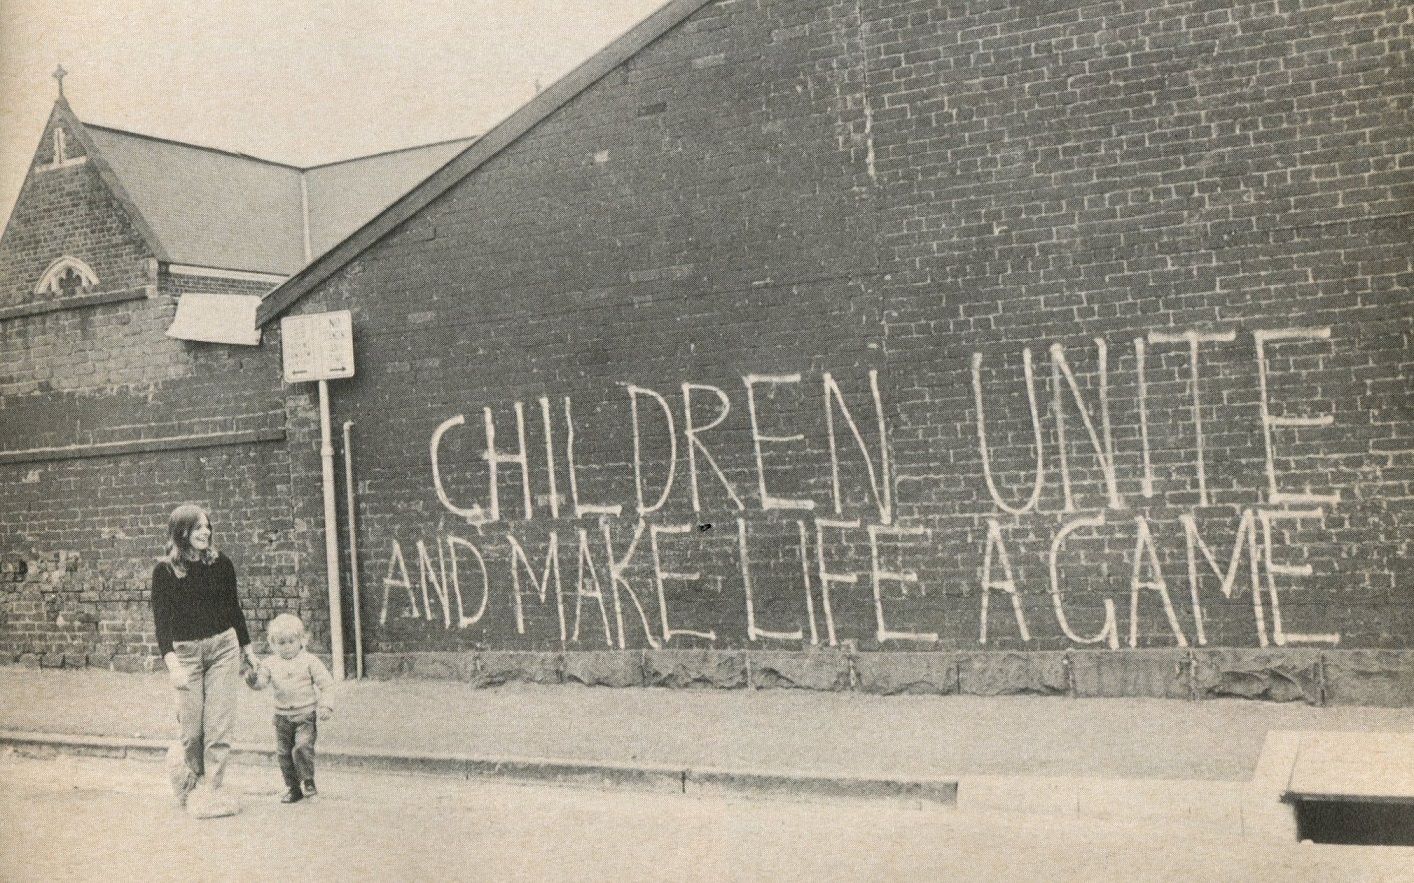 CHILDREN UNITE
AND MAKE LIFE A GAME